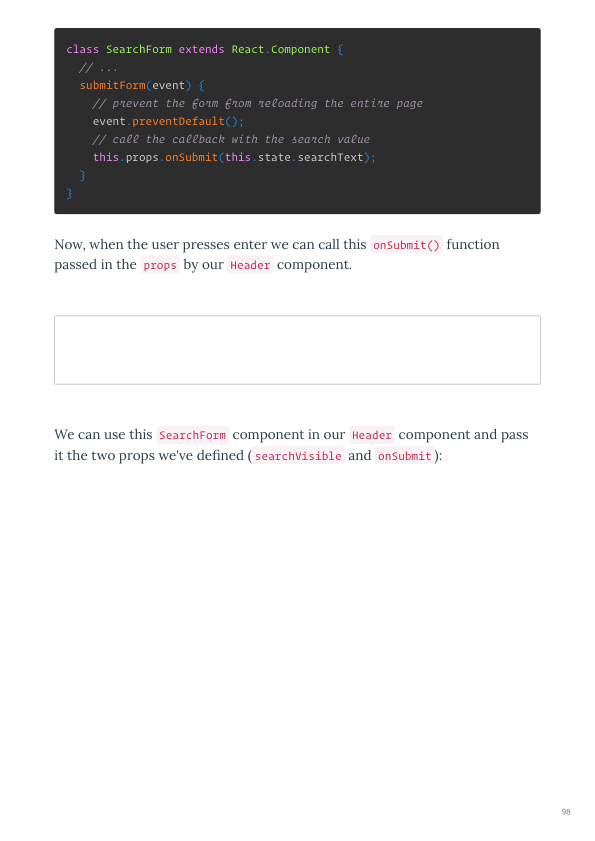 class SearchForm extends React.Component {
  // ...
  submitForm(event) {
    // prevent the form from reloading the entire page
    event.preventDefault();
    // call the callback with the search value
    this.props.onSubmit(this.state.searchText);
  }
}
Now, when the user presses enter we can call this onSubmit() function
passed in the props by our Header component.
We can use this SearchForm component in our Header component and pass
it the two props we've defined ( searchVisible and onSubmit ):
98